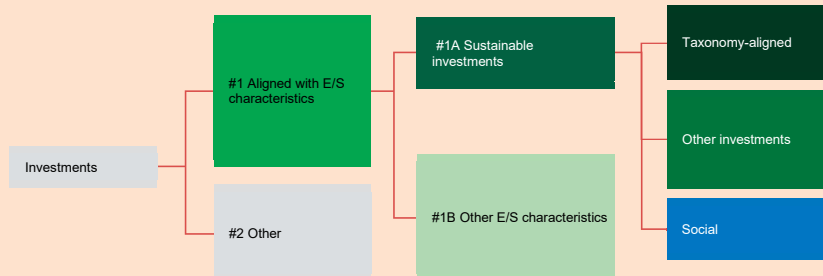 Investments
#1 Aligned with E/S
characteristics
#2 Other
#1A Sustainable
investments
#1B Other E/S characteristics
Taxonomy-aligned
Other investments
Social